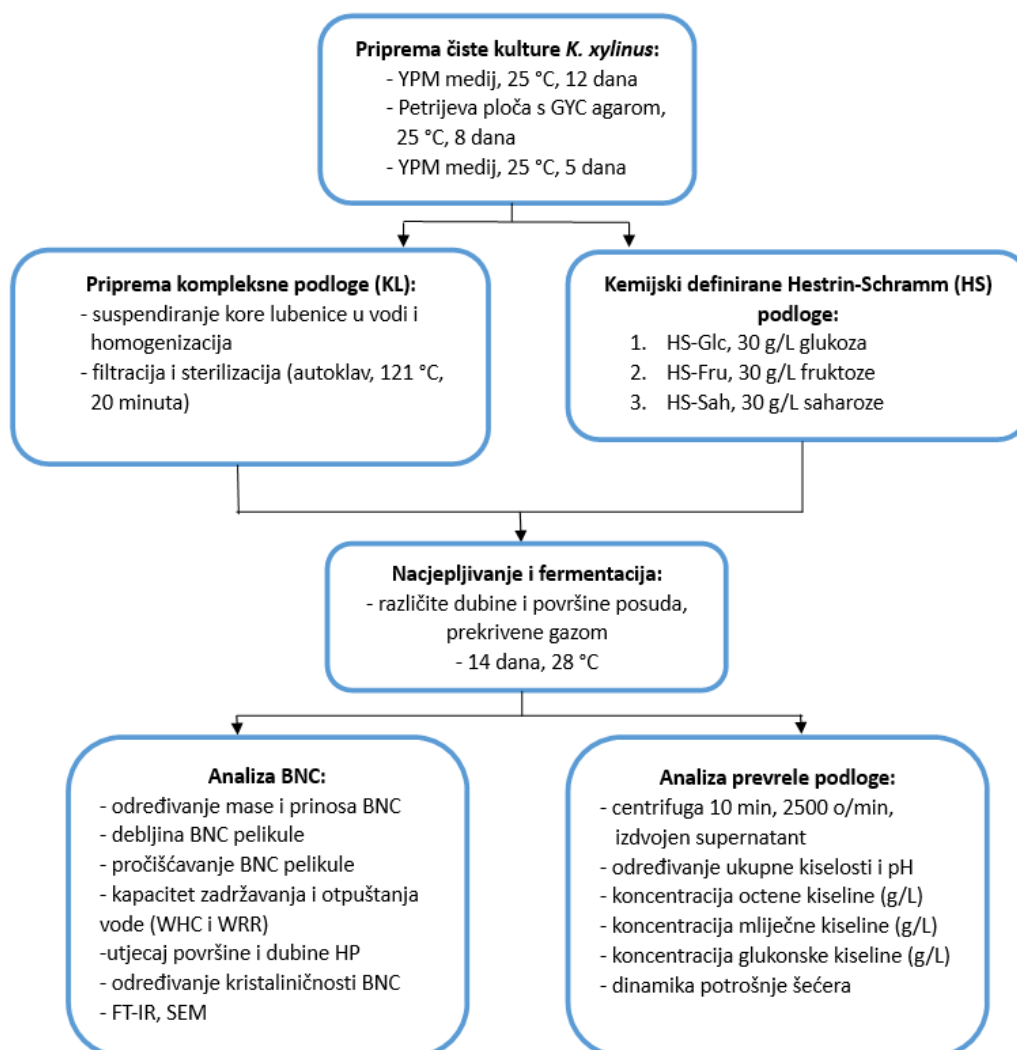 Priprema čiste kulture K. xylinus:
- YPM medij, 25 °C, 12 dana
- Petrijeva ploča s GYC agarom,
25 °C, 8 dana
- YPM medij, 25 °C, 5 dana
Priprema kompleksne podloge (KL):
- suspendiranje kore lubenice u vodi i
homogenizacija
- filtracija i sterilizacija (autoklav, 121 °C,
20 minuta)
Kemijski definirane Hestrin-Schramm (HS)
podloge:
1. HS-Glc, 30 g/L glukoza
2. HS-Fru, 30 g/L fruktoze
3. HS-Sah, 30 g/L saharoze
Nacjepljivanje i fermentacija:
- različite dubine i površine posuda,
prekrivene gazom
- 14 dana, 28 °C
Analiza BNC:
- određivanje mase i prinosa BNC
- debljina BNC pelikule
- pročišćavanje BNC pelikule
- kapacitet zadržavanja i otpuštanja
vode (WHC i WRR)
-utjecaj površine i dubine HP
- određivanje kristaliničnosti BNC
- FT-IR, SEM
Analiza prevrele podloge:
- centrifuga 10 min, 2500 o/min,
izdvojen supernatant
- određivanje ukupne kiselosti i pH
- koncentracija octene kiseline (g/L)
- koncentracija mliječne kiseline (g/L)
- koncentracija glukonske kiseline (g/L)
- dinamika potrošnje šećera